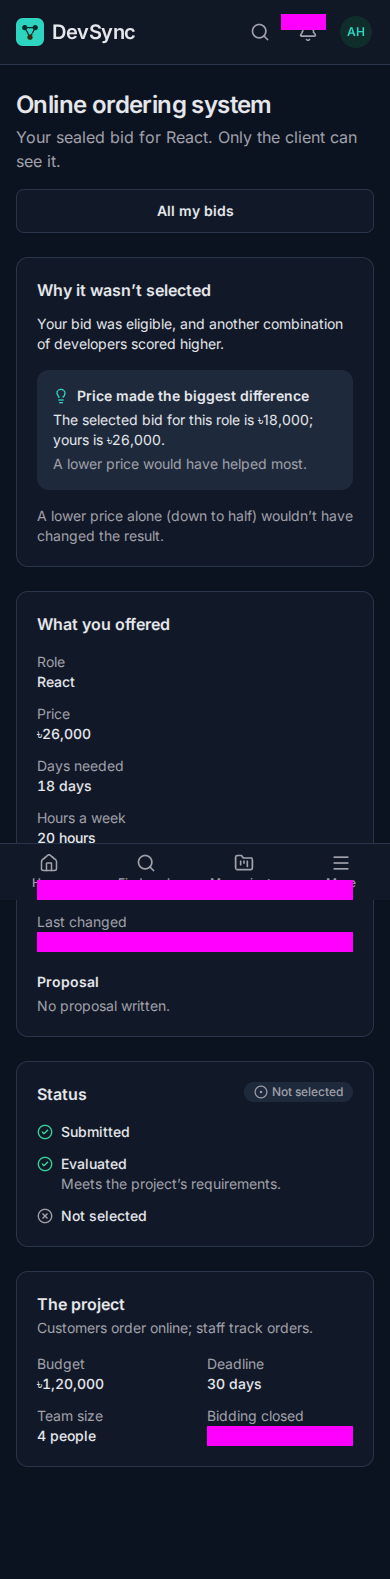 DevSync
AH
Online ordering system
Your sealed bid for React. Only the client can
see it.
All my bids
Why it wasn’t selected
Your bid was eligible, and another combination
of developers scored higher.
Price made the biggest difference
The selected bid for this role is ৳18,000;
yours is ৳26,000.
A lower price would have helped most.
A lower price alone (down to half) wouldn’t have
changed the result.
What you offered
Role
React
Price
৳26,000
Days needed
18 days
Hours a week
20 hours
Last changed
Proposal
No proposal written.
Status
Not selected
Submitted
Evaluated
Meets the project’s requirements.
Not selected
The project
Customers order online; staff track orders.
Budget
Deadline
৳1,20,000
30 days
Team size
Bidding closed
4 people